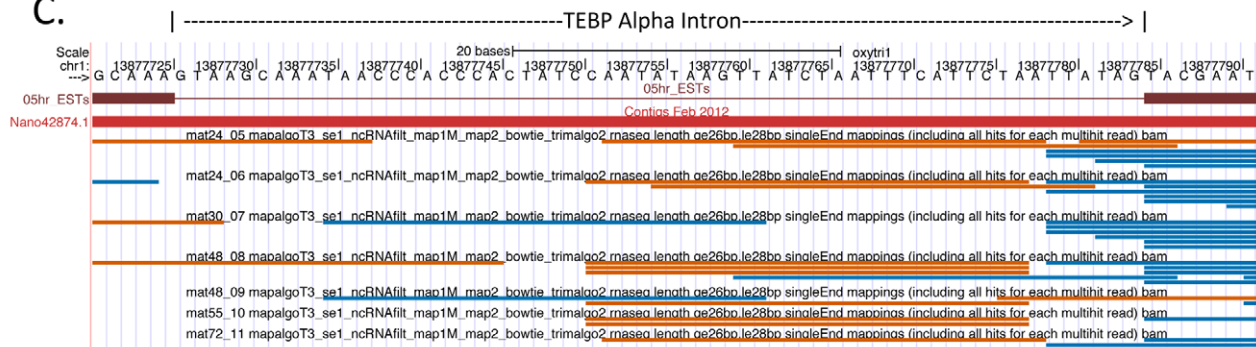 C.
| -------------------------------------------------TEBP Alpha Intron--------------------------------------------------> |
Scale 20 bases oxytri1
chr1: 13877725 13877730 13877735 13877740 13877745 13877750 13877755 13877760 13877765 13877770 13877775 13877780 13877785 13877790
---> G C A A A G T A A G C A A A T A A C C C A C C C A C T A T C C A A T A T A A G T T A T C T A A T T T C A T T C T A A T T A T A G T A C G A A T
05hr_ESTs
05hr_ESTs
Contigs Feb 2012
Nano42874.1
mat24_05 mapalgoT3_se1_ncRNAfilt_map1M_map2_bowtie_trimalgo2 rnaseq length ge26bp.le28bp singleEnd mappings (including all hits for each multihit read) bam
mat24_06 mapalgoT3_se1_ncRNAfilt_map1M_map2_bowtie_trimalgo2 rnaseq length ge26bp.le28bp singleEnd mappings (including all hits for each multihit read) bam
mat30_07 mapalgoT3_se1_ncRNAfilt_map1M_map2_bowtie_trimalgo2 rnaseq length ge26bp.le28bp singleEnd mappings (including all hits for each multihit read) bam
mat48_08 mapalgoT3_se1_ncRNAfilt_map1M_map2_bowtie_trimalgo2 rnaseq length ge26bp.le28bp singleEnd mappings (including all hits for each multihit read) bam
mat48_09 mapalgoT3_se1_ncRNAfilt_map1M_map2_bowtie_trimalgo2 rnaseq length ge26bp.le28bp singleEnd mappings (including all hits for each multihit read) bam
mat55_10 mapalgoT3_se1_ncRNAfilt_map1M_map2_bowtie_trimalgo2 rnaseq length ge26bp.le28bp singleEnd mappings (including all hits for each multihit read) bam
mat72_11 mapalgoT3_se1_ncRNAfilt_map1M_map2_bowtie_trimalgo2 rnaseq length ge26bp.le28bp singleEnd mappings (including all hits for each multihit read) bam